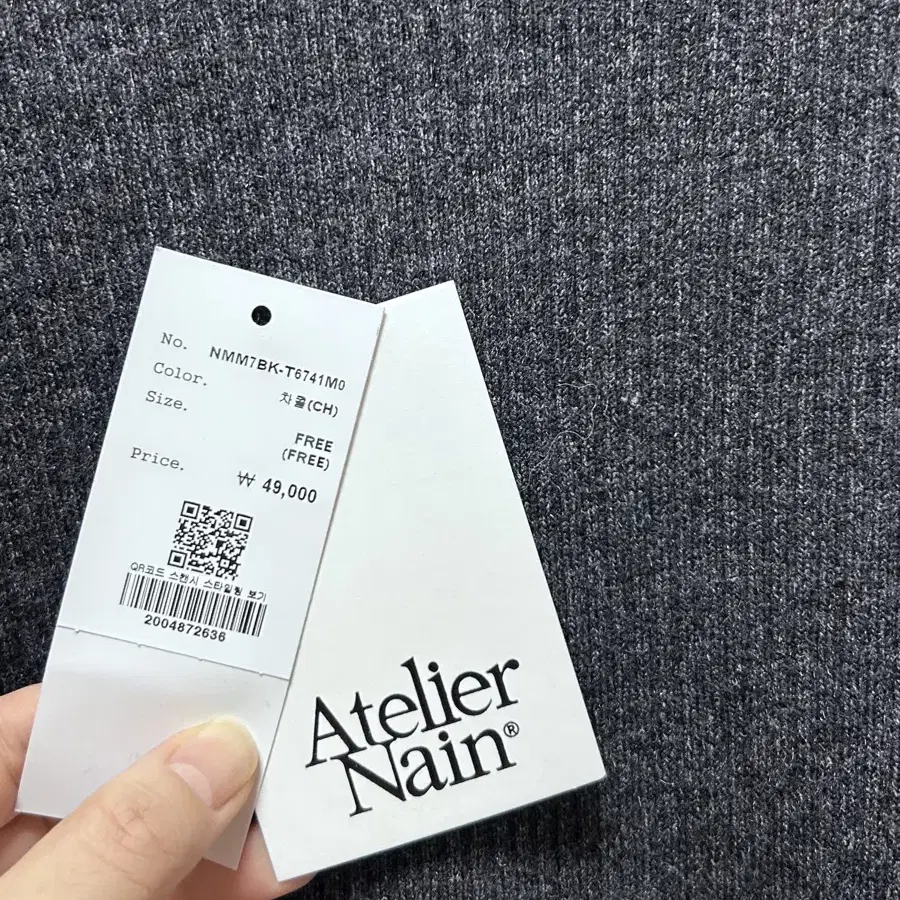 No. NMM7BK-T6741M0
Color. 차콜(CH)
Size. FREE
(FREE)
Price. ₩ 49,000
QR코드 스캔시 스타일링 보기
2004872636
Atelier
Nain®